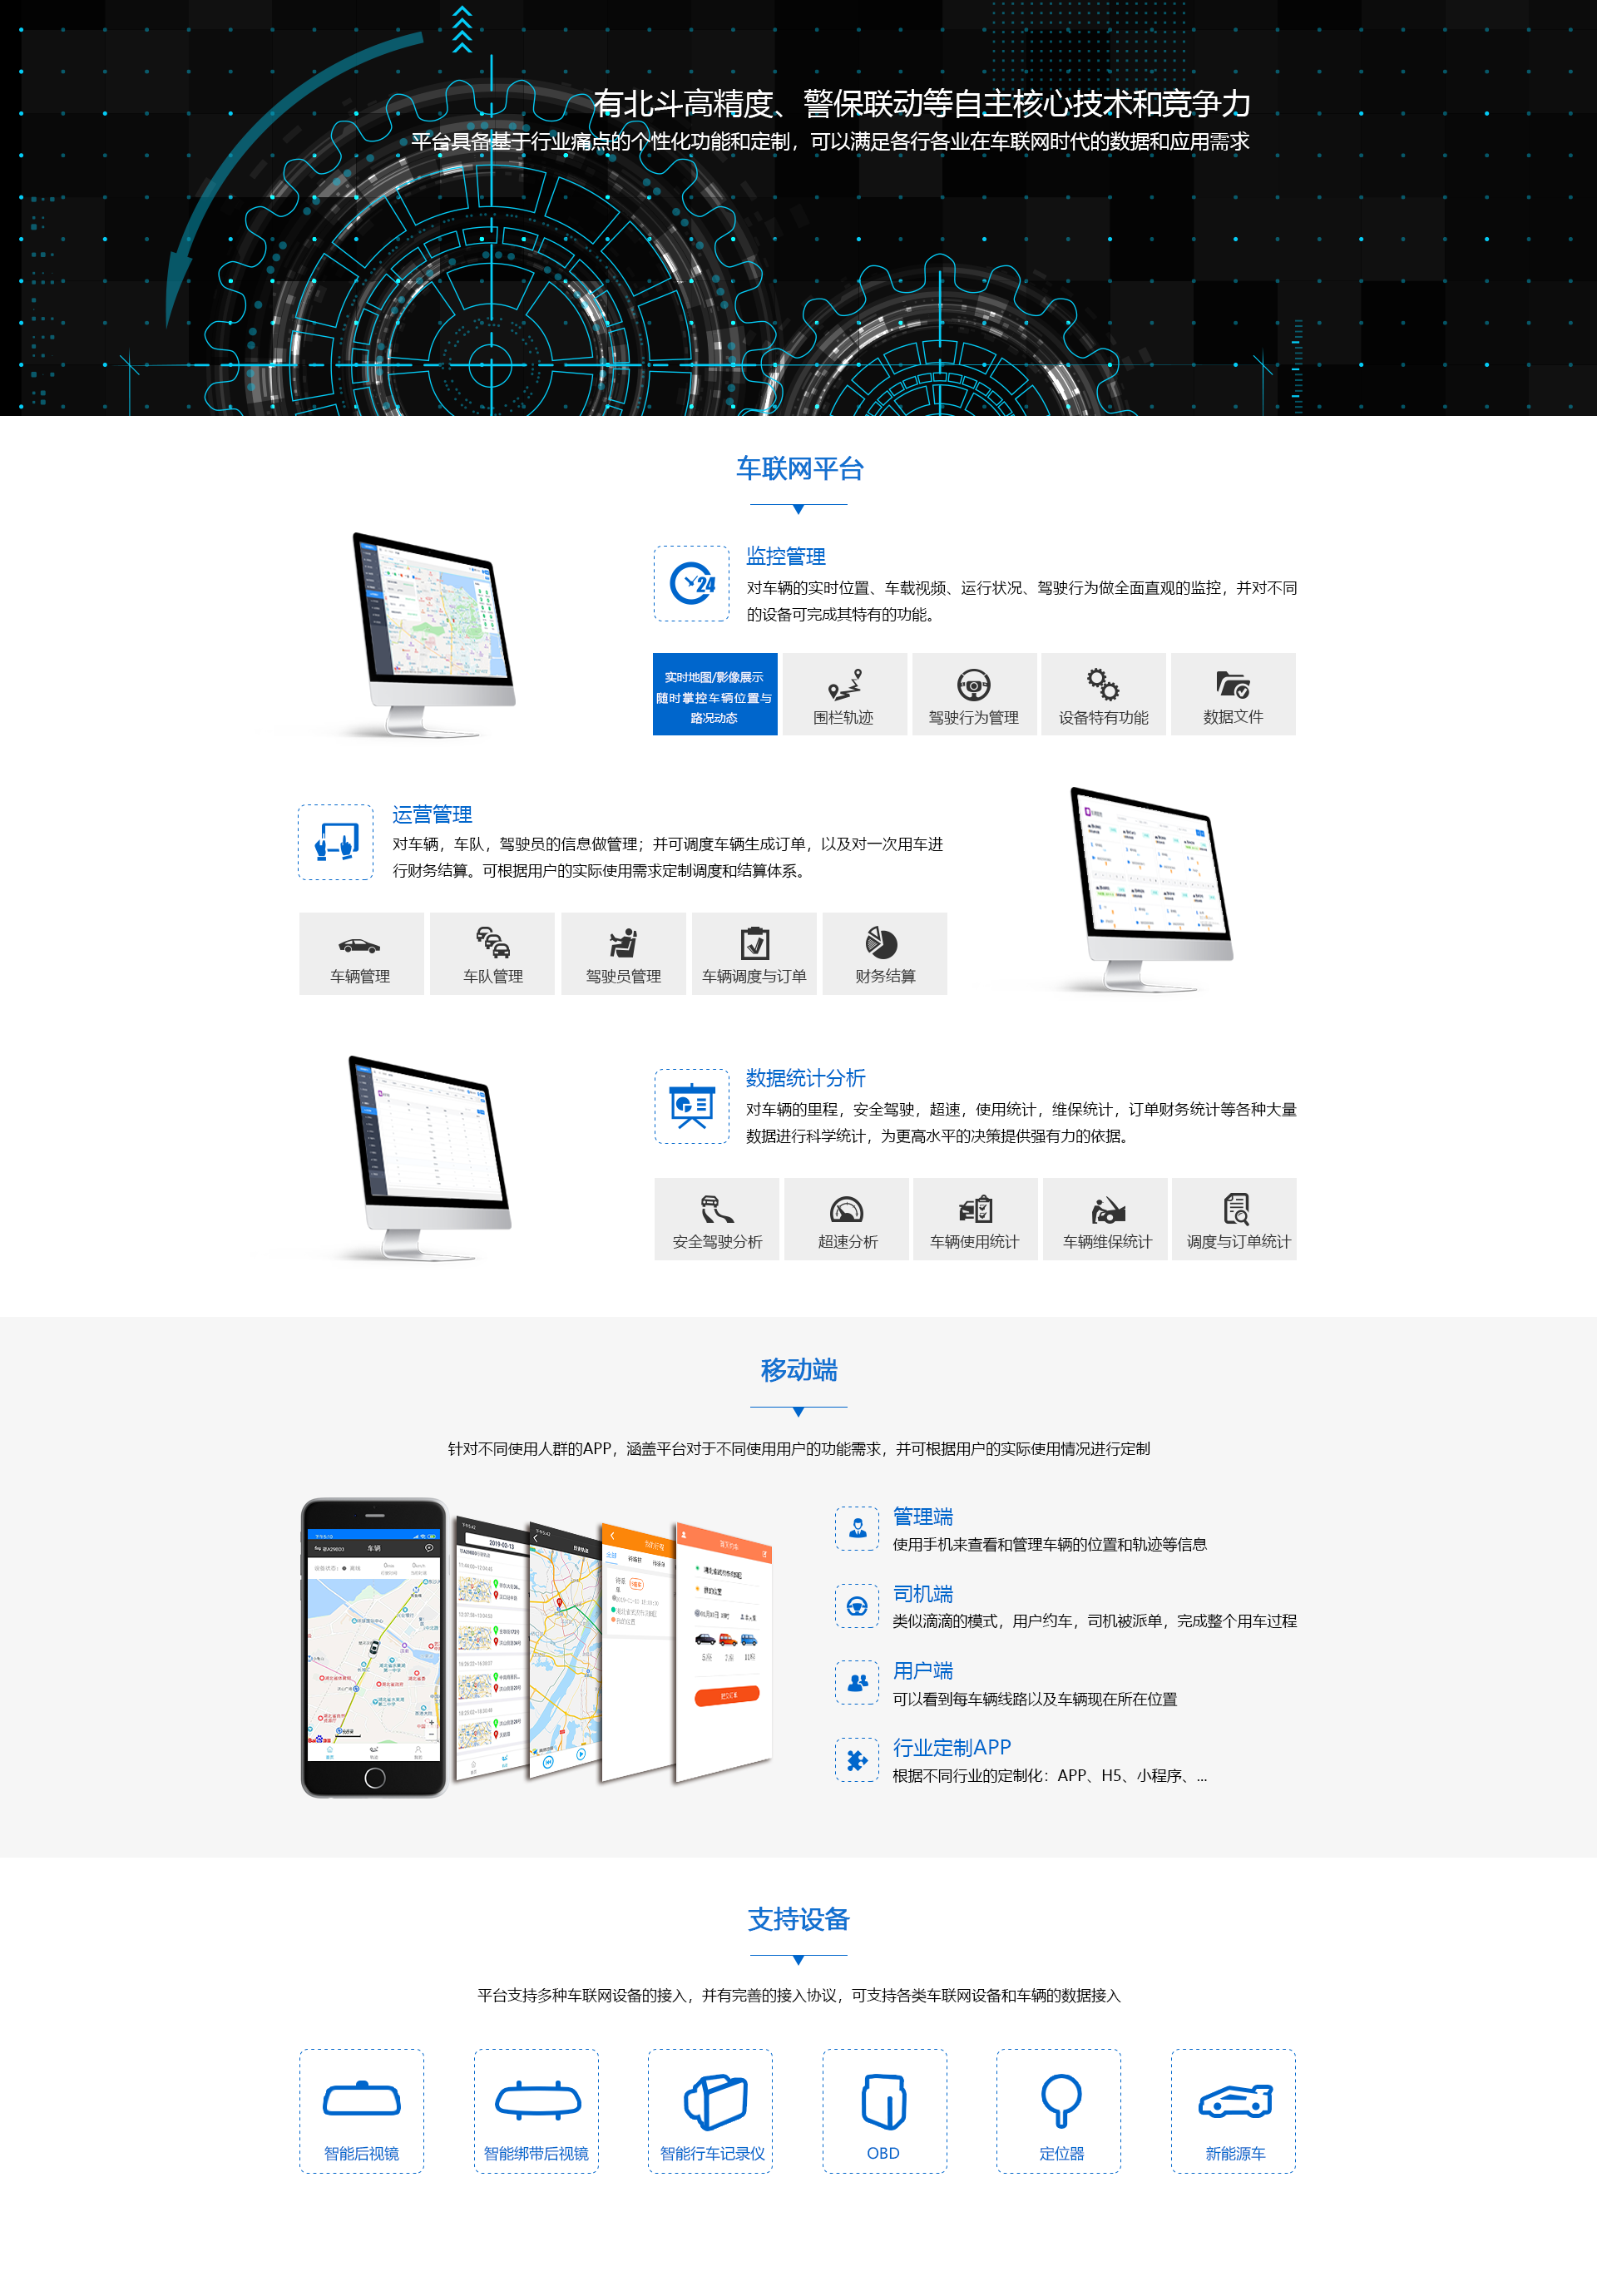 有北斗高精度、警保联动等自主核心技术和竞争力
平台具备基于行业痛点的个性化功能和定制，可以满足各行各业在车联网时代的数据和应用需求
车联网平台
24
监控管理
对车辆的实时位置、车载视频、运行状况、驾驶行为做全面直观的监控，并对不同
的设备可完成其特有的功能。
实时地图/影像展示
随时掌控车辆位置与
路况动态
围栏轨迹
驾驶行为管理
设备特有功能
数据文件
运营管理
对车辆，车队，驾驶员的信息做管理；并可调度车辆生成订单，以及对一次用车进
行财务结算。可根据用户的实际使用需求定制调度和结算体系。
车辆管理
车队管理
驾驶员管理
车辆调度与订单
财务结算
数据统计分析
对车辆的里程，安全驾驶，超速，使用统计，维保统计，订单财务统计等各种大量
数据进行科学统计，为更高水平的决策提供强有力的依据。
安全驾驶分析
超速分析
车辆使用统计
车辆维保统计
调度与订单统计
移动端
针对不同使用人群的APP，涵盖平台对于不同使用用户的功能需求，并可根据用户的实际使用情况进行定制
车辆
2019-02-13
管理端
使用手机来查看和管理车辆的位置和轨迹等信息
司机端
类似滴滴的模式，用户约车，司机被派单，完成整个用车过程
用户端
可以看到每车辆线路以及车辆现在所在位置
行业定制APP
根据不同行业的定制化：APP、H5、小程序、...
支持设备
平台支持多种车联网设备的接入，并有完善的接入协议，可支持各类车联网设备和车辆的数据接入
智能后视镜
智能绑带后视镜
智能行车记录仪
OBD
定位器
新能源车